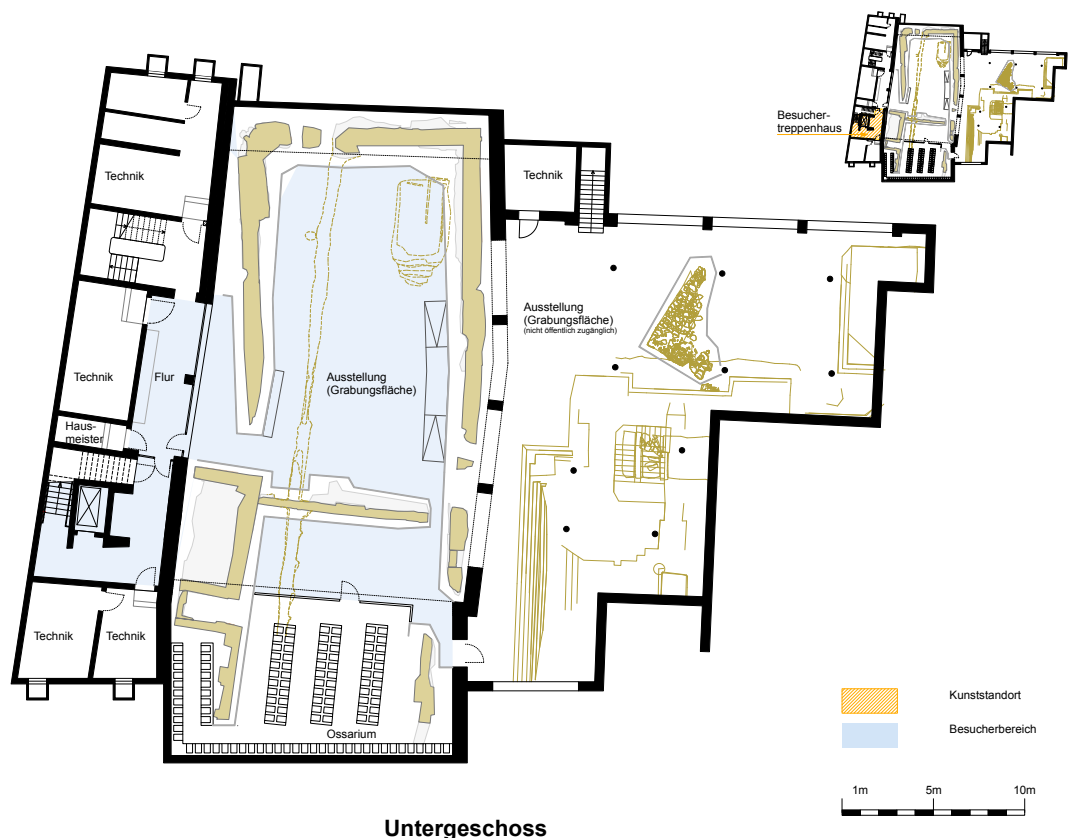 Besucher-
treppenhaus
Technik
Technik
Ausstellung
(Grabungsfläche)
(nicht öffentlich zugänglich)
Technik
Flur
Ausstellung
(Grabungsfläche)
Haus-
meister
Technik
Technik
Ossarium
Kunststandort
Besucherbereich
1m
5m
10m
Untergeschoss